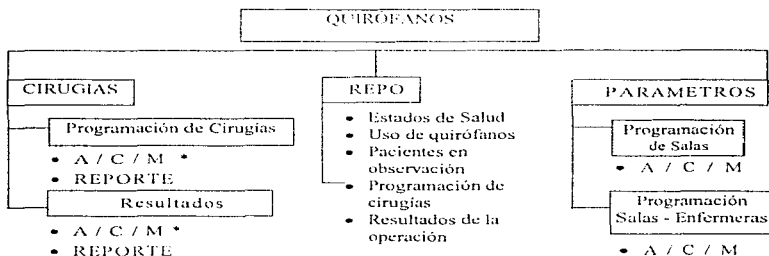 QUIROFANOS
CIRUGIAS
Programación de Cirugías
• A / C / M *
• REPORTE
Resultados
• A / C / M *
• REPORTE
REPO
• Estados de Salud
• Uso de quirófanos
• Pacientes en
observación
• Programación de
cirugías
• Resultados de la
operación
PARAMETROS
Programación
de Salas
• A / C / M
Programación
Salas - Enfermeras
• A / C / M